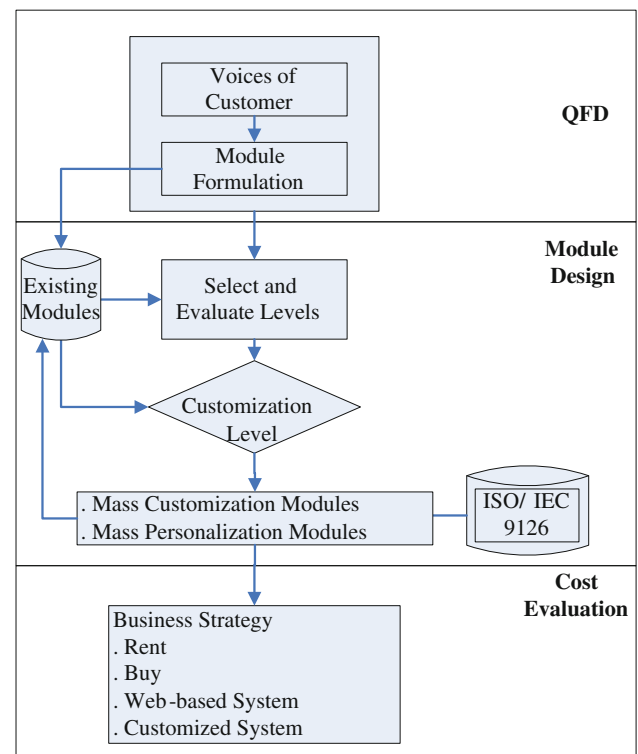 Voices of
Customer
QFD
Module
Formulation
Module
Design
Existing
Modules
Select and
Evaluate Levels
Customization
Level
. Mass Customization Modules
. Mass Personalization Modules
ISO/ IEC
9126
Cost
Evaluation
Business Strategy
. Rent
. Buy
. Web-based System
. Customized System